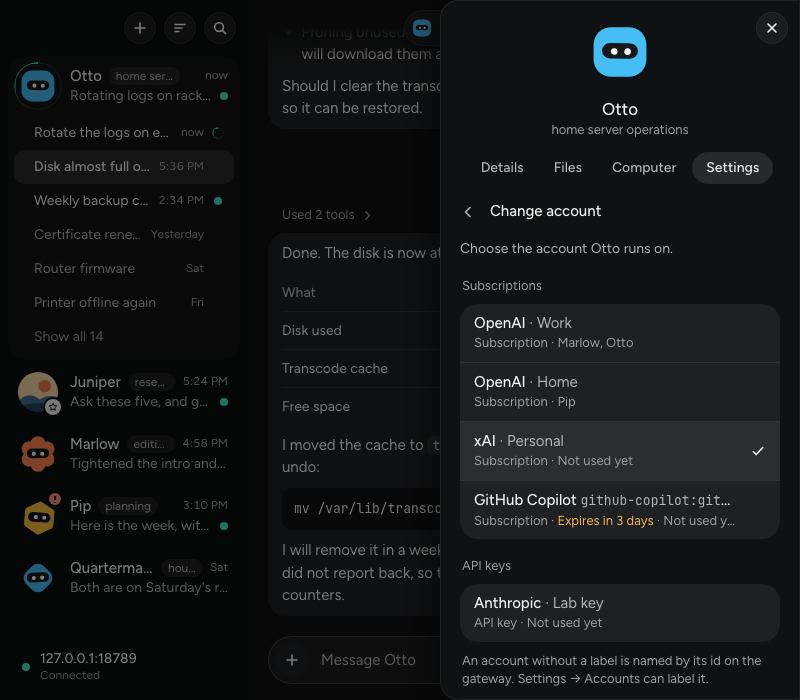 Otto home ser... now
Rotating logs on rack...
Rotate the logs on e... now
Disk almost full o... 5:36 PM
Weekly backup c... 2:34 PM
Certificate rene... Yesterday
Router firmware Sat
Printer offline again Fri
Show all 14
Juniper rese... 5:24 PM
Ask these five, and g...
Marlow editi... 4:58 PM
Tightened the intro and...
Pip planning 3:10 PM
Here is the week, wit...
Quarterma... hou... Sat
Both are on Saturday's r...
127.0.0.1:18789
Connected
Pruning unused
will download them a
Should I clear the transc
so it can be restored.
Used 2 tools
Done. The disk is now at
What
Disk used
Transcode cache
Free space
I moved the cache to
undo:
mv /var/lib/transco
I will remove it in a week
did not report back, so t
counters.
Message Otto
Otto
home server operations
Details Files Computer Settings
Change account
Choose the account Otto runs on.
Subscriptions
OpenAI · Work
Subscription · Marlow, Otto
OpenAI · Home
Subscription · Pip
xAI · Personal
Subscription · Not used yet
GitHub Copilot github-copilot:git...
Subscription · Expires in 3 days · Not used y...
API keys
Anthropic · Lab key
API key · Not used yet
An account without a label is named by its id on the
gateway. Settings → Accounts can label it.